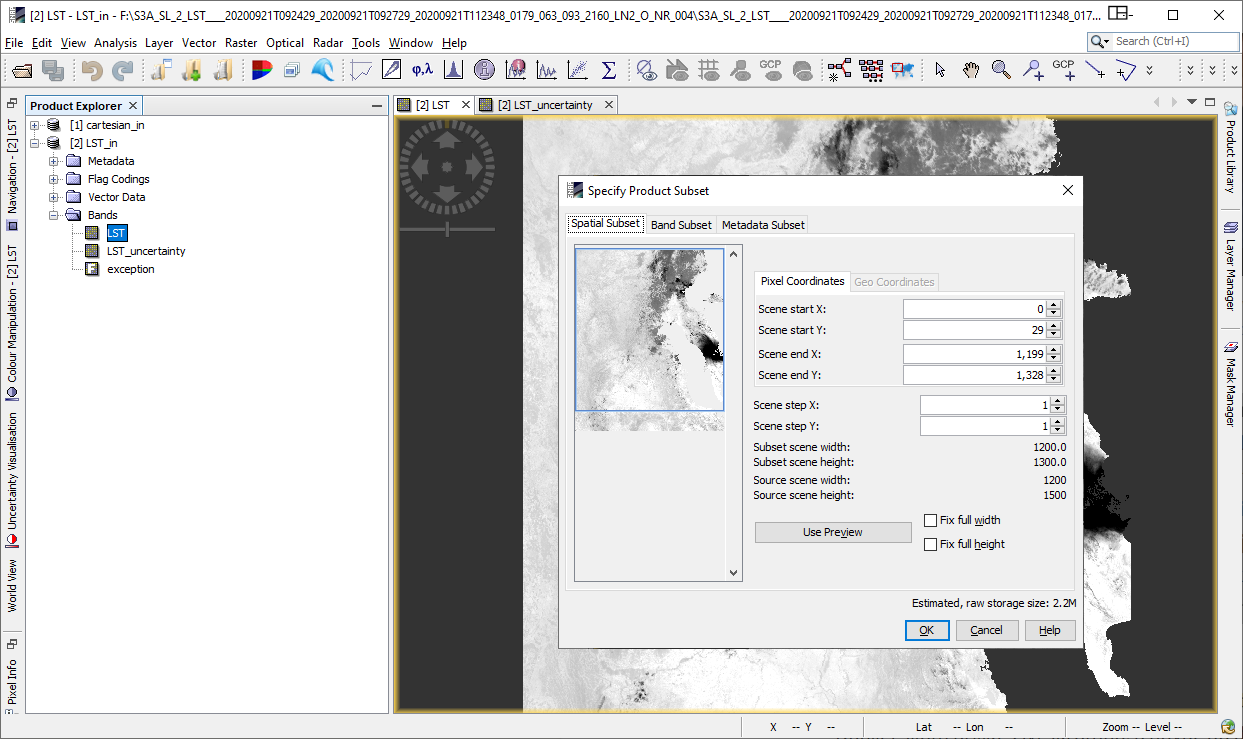 [2] LST - LST_in - F:\S3A_SL_2_LST____20200921T092429_20200921T092729_20200921T112348_0179_063_093_2160_LN2_O_NR_004\S3A_SL_2_LST____20200921T092429_20200921T092729_20200921T112348_017...
File Edit View Analysis Layer Vector Raster Optical Radar Tools Window Help
Search (Ctrl+I)
φ,λ Σ GCP GCP
Product Explorer
[2] LST [2] LST_uncertainty
[1] cartesian_in
[2] LST_in
Metadata
Flag Codings
Vector Data
Bands
LST
LST_uncertainty
exception
Navigation - [2] LST
Colour Manipulation - [2] LST
Uncertainty Visualisation
World View
Pixel Info
Specify Product Subset
Spatial Subset Band Subset Metadata Subset
Pixel Coordinates Geo Coordinates
Scene start X: 0
Scene start Y: 29
Scene end X: 1,199
Scene end Y: 1,328
Scene step X: 1
Scene step Y: 1
Subset scene width: 1200.0
Subset scene height: 1300.0
Source scene width: 1200
Source scene height: 1500
Use Preview
Fix full width
Fix full height
Estimated, raw storage size: 2.2M
OK Cancel Help
Product Library
Layer Manager
Mask Manager
X -- Y -- Lat -- Lon -- Zoom -- Level --